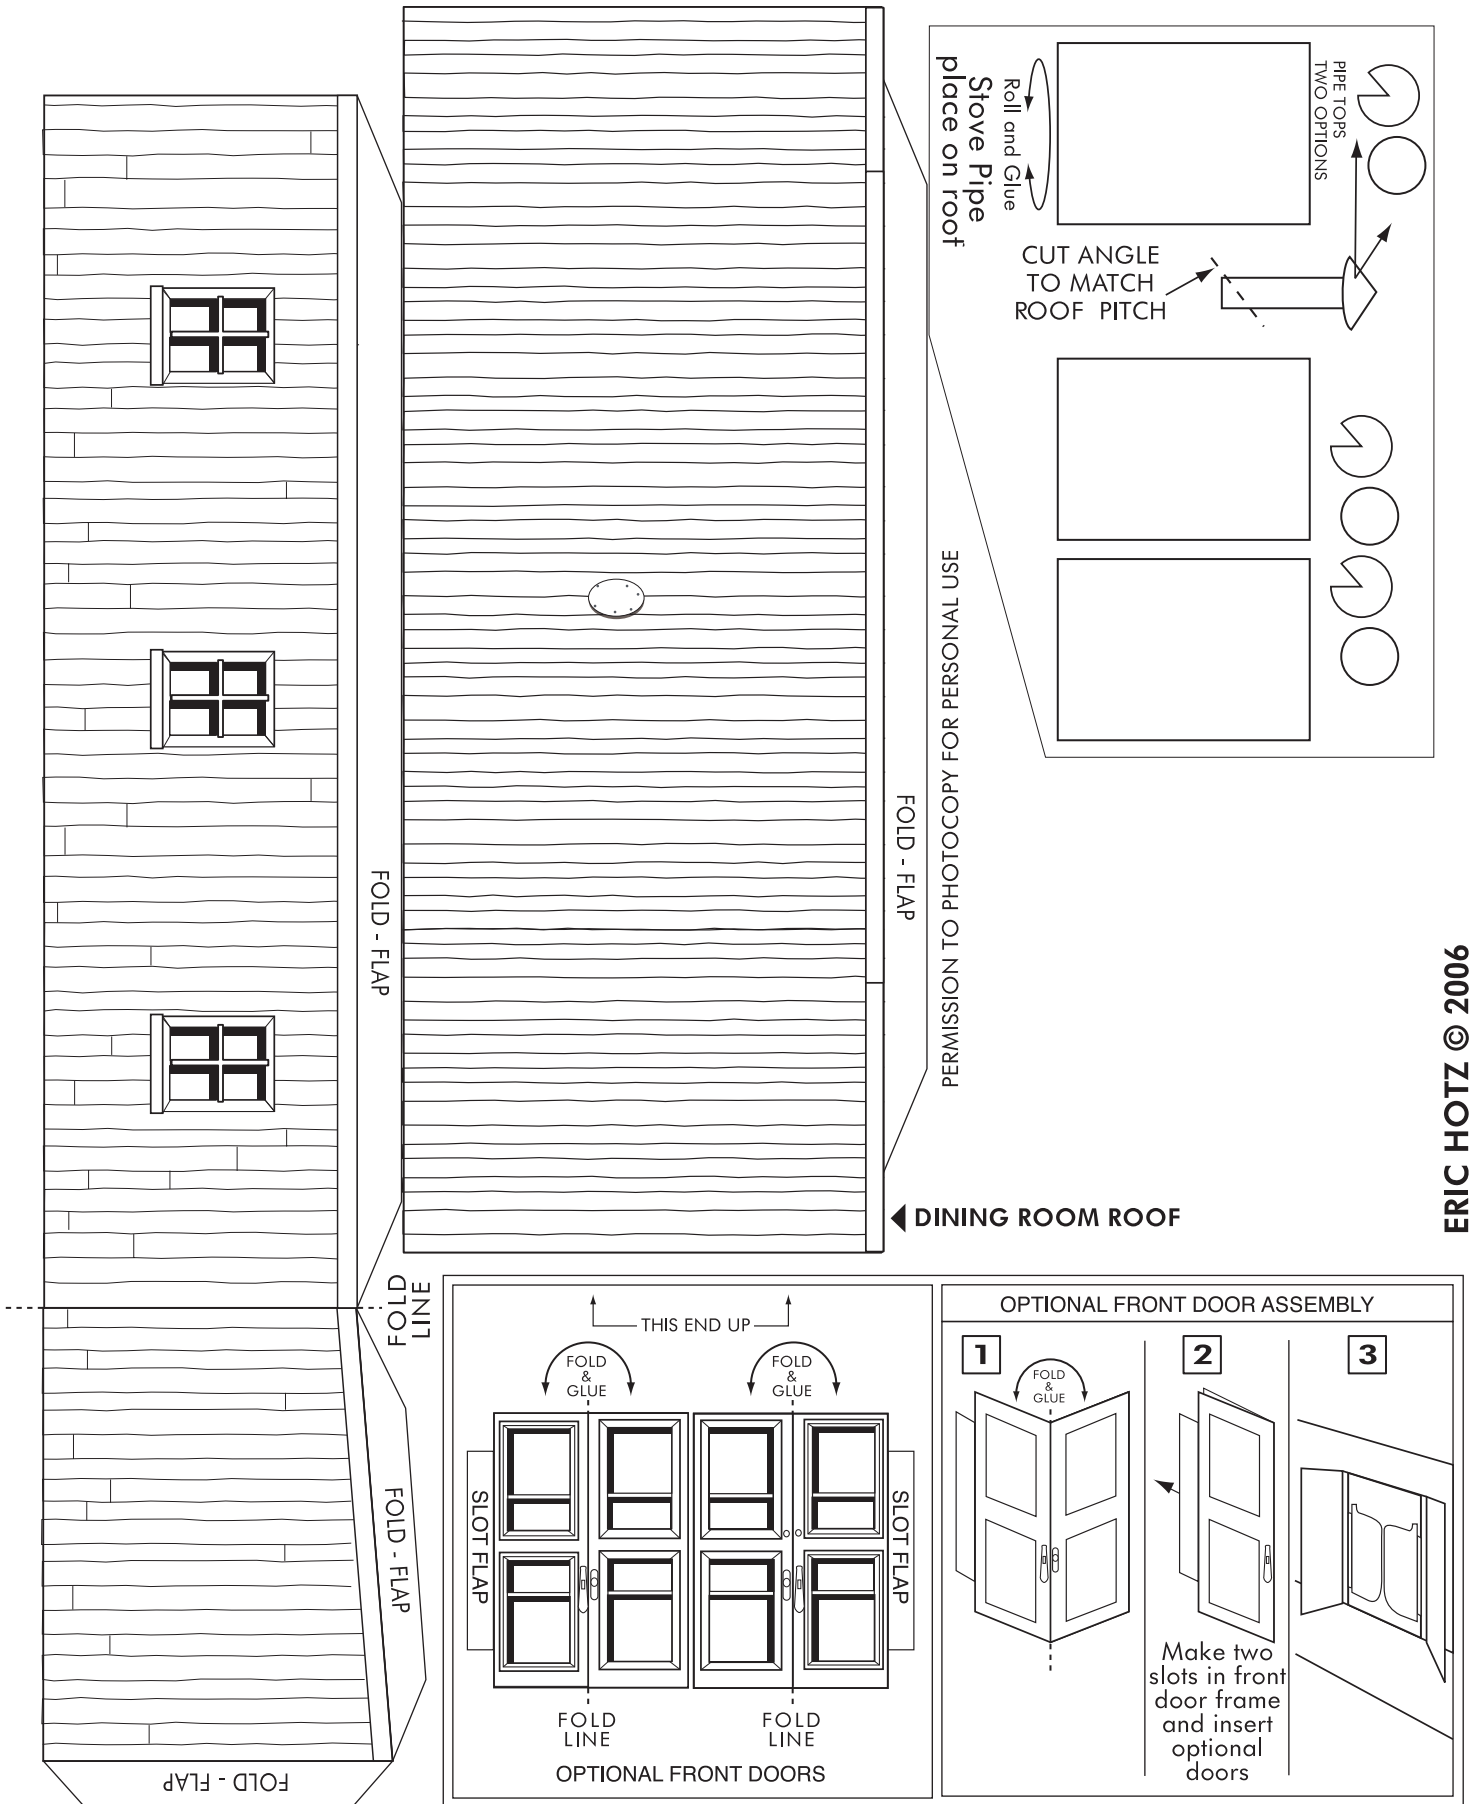 PIPE TOPS
TWO OPTIONS
Roll and Glue
Stove Pipe
place on roof
CUT ANGLE
TO MATCH
ROOF PITCH
PERMISSION TO PHOTOCOPY FOR PERSONAL USE
FOLD - FLAP
FOLD - FLAP
ERIC HOTZ © 2006
DINING ROOM ROOF
FOLD
LINE
FOLD - FLAP
FOLD - FLAP
THIS END UP
FOLD
&
GLUE
FOLD
&
GLUE
SLOT FLAP
SLOT FLAP
FOLD
LINE
FOLD
LINE
OPTIONAL FRONT DOORS
OPTIONAL FRONT DOOR ASSEMBLY
1
2
3
FOLD
&
GLUE
Make two
slots in front
door frame
and insert
optional
doors